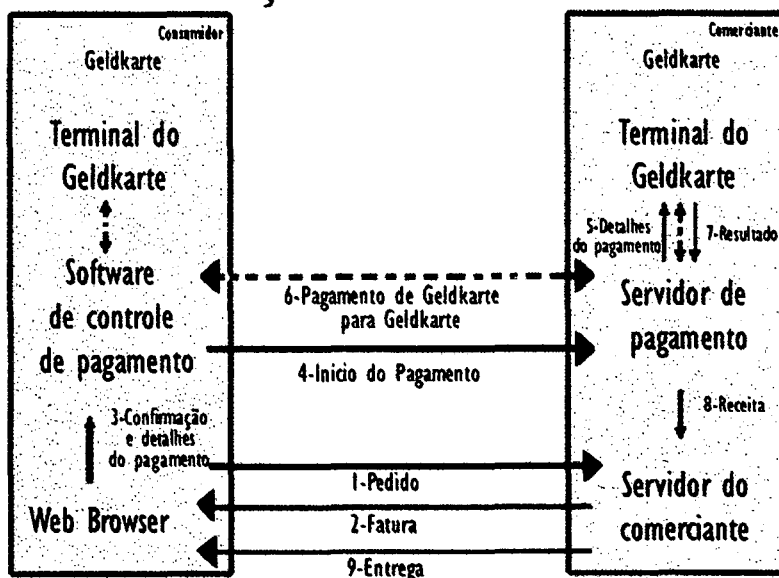 Consumidor
Geldkarte
Terminal do
Geldkarte
Software
de controle
de pagamento
3-Confirmação
e detalhes
do pagamento
Web Browser
6-Pagamento de Geldkarte
para Geldkarte
4-Inicio do Pagamento
1-Pedido
2-Fatura
9-Entrega
Comerciante
Geldkarte
Terminal do
Geldkarte
5-Detalhes
do pagamento
7-Resultado
Servidor de
pagamento
8-Receita
Servidor do
comerciante